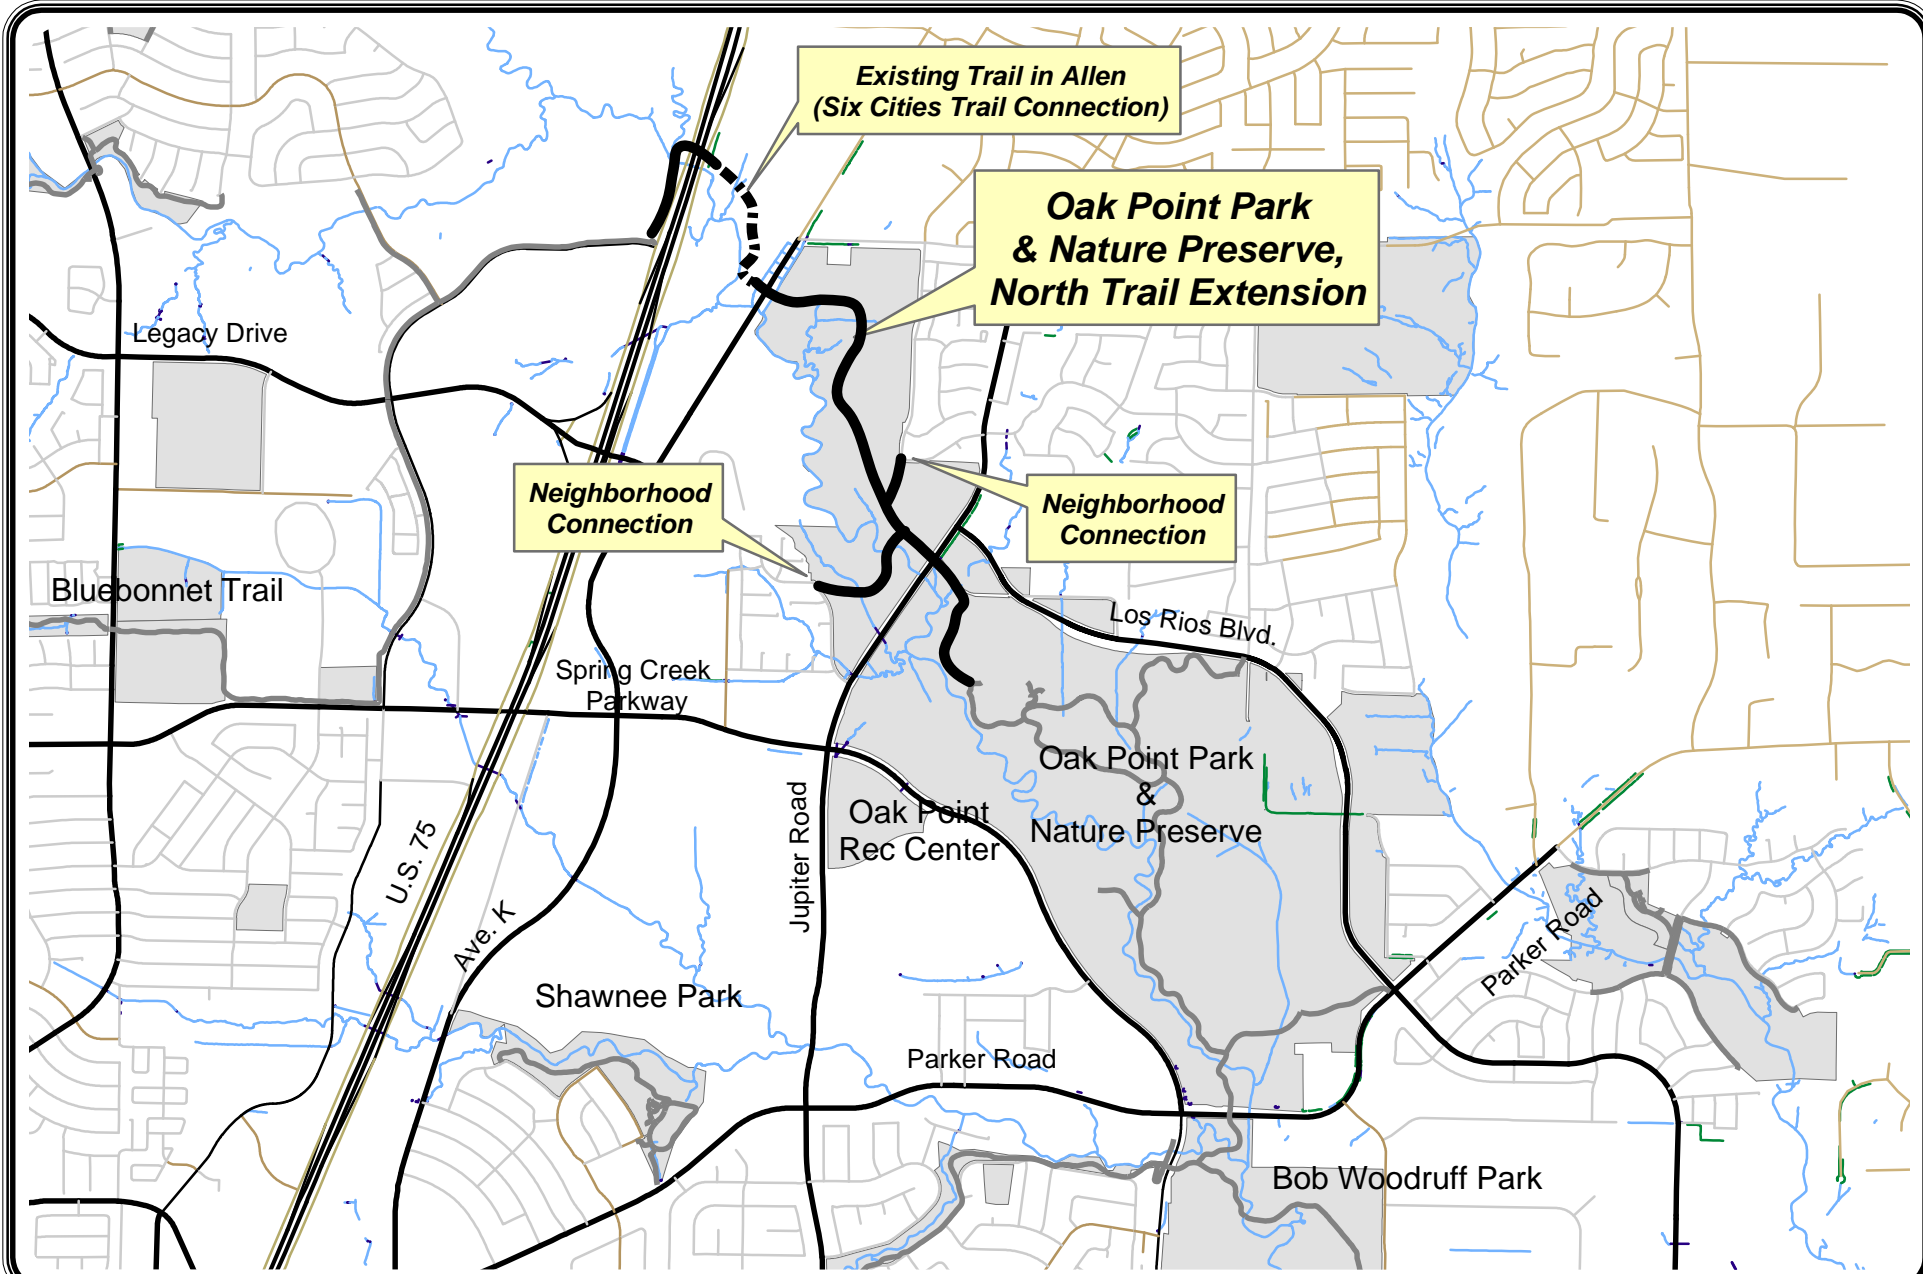 Existing Trail in Allen
(Six Cities Trail Connection)
Oak Point Park
& Nature Preserve,
North Trail Extension
Legacy Drive
Neighborhood
Connection
Neighborhood
Connection
Bluebonnet Trail
Los Rios Blvd.
Spring Creek
Parkway
Oak Point Park
&
Nature Preserve
Oak Point
Rec Center
Jupiter Road
U.S. 75
Ave. K
Parker Road
Shawnee Park
Parker Road
Bob Woodruff Park